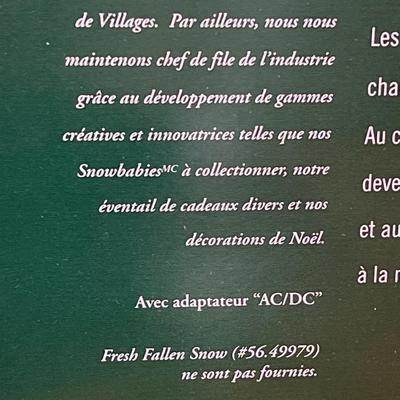 de Villages. Par ailleurs, nous nous
maintenons chef de file de l'industrie
grâce au développement de gammes
créatives et innovatrices telles que nos
Snowbabiesᴹᶜ à collectionner, notre
éventail de cadeaux divers et nos
décorations de Noël.
Avec adaptateur “AC/DC”
Fresh Fallen Snow (#56.49979)
ne sont pas fournies.
Les
cha
Au c
deve
et au
à la